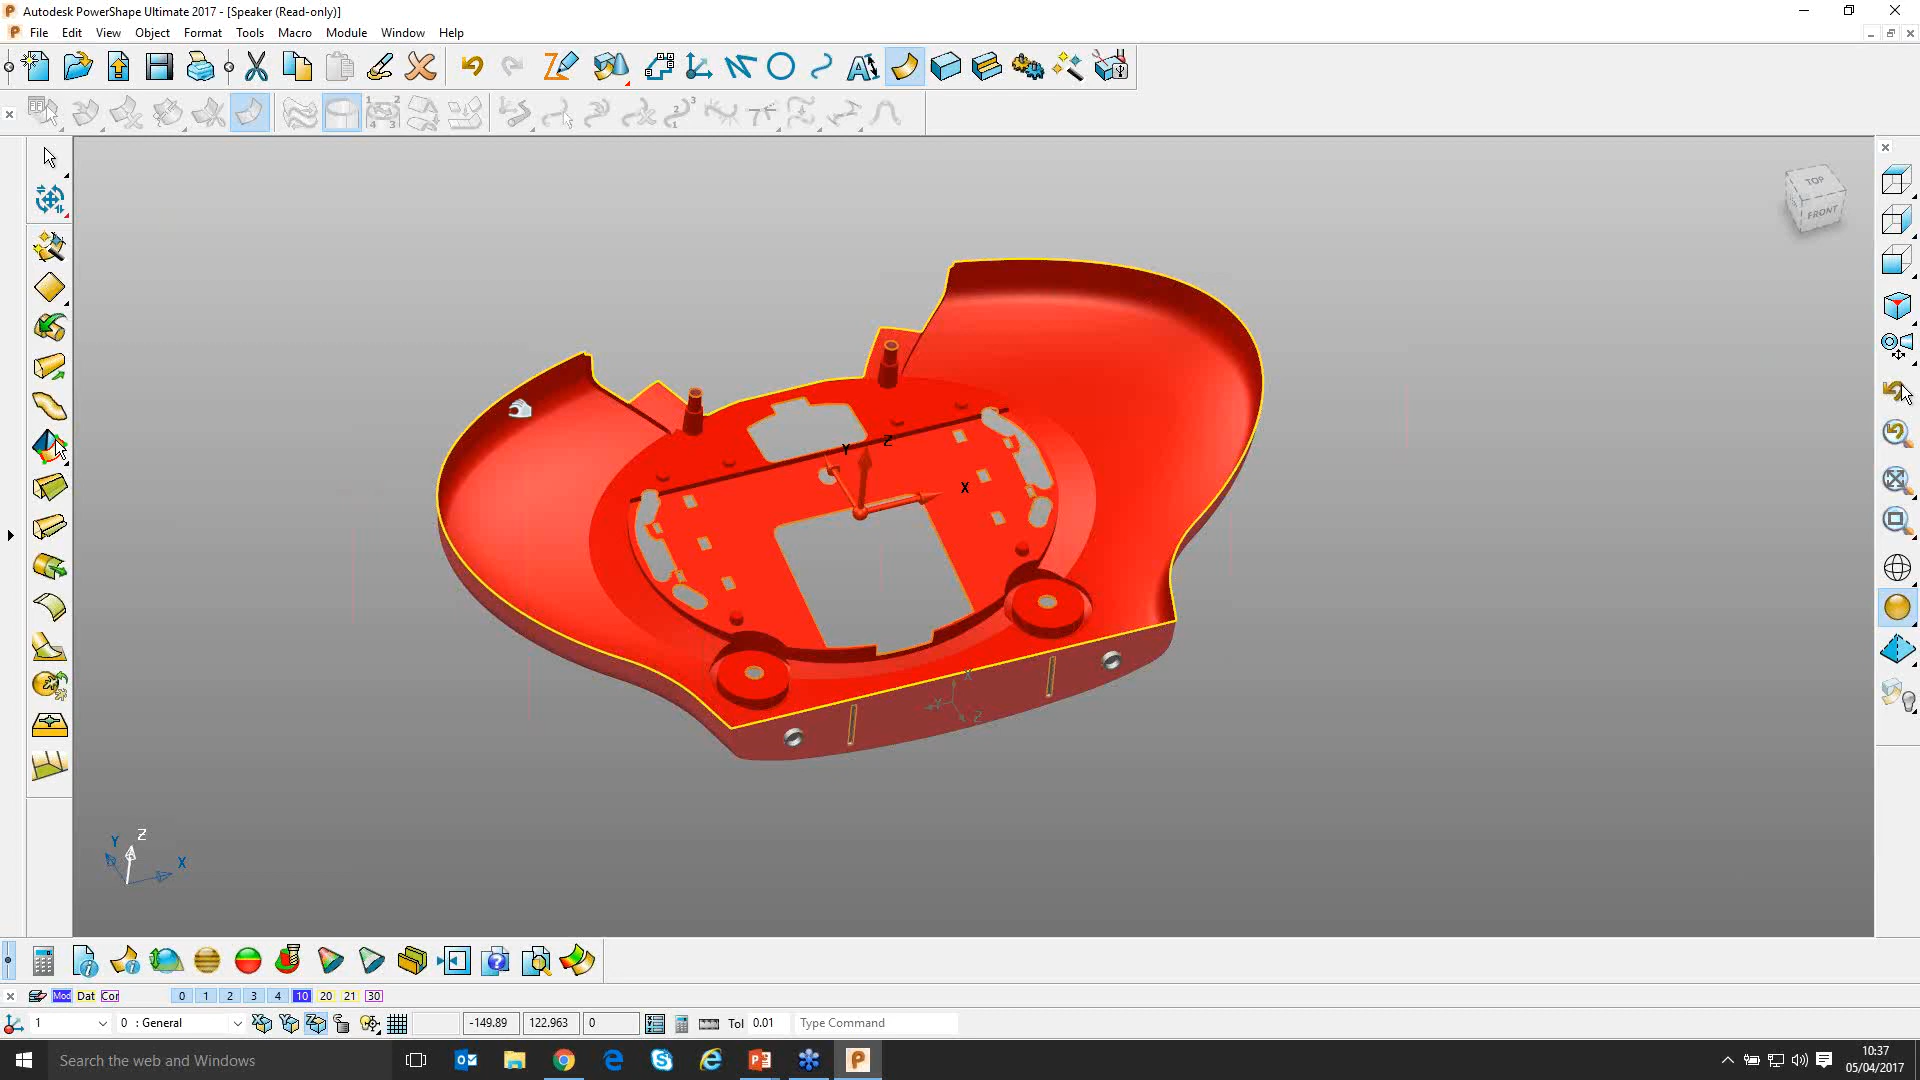 Autodesk PowerShape Ultimate 2017 - [Speaker (Read-only)]
File Edit View Object Format Tools Macro Module Window Help
TOP
FRONT
Y Z X
X Y Z
Y Z X
Mod Dat Cor 0 1 2 3 4 10 20 21 30
1 0 : General -149.89 122.963 0 Tol 0.01 Type Command
Search the web and Windows
10:37
05/04/2017